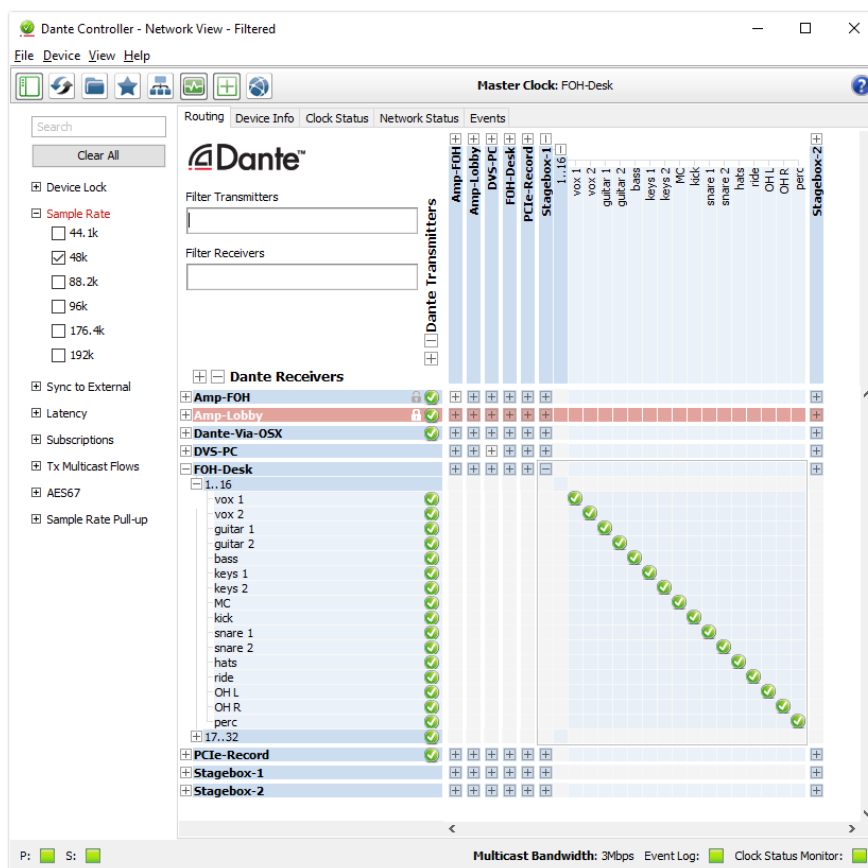 Dante Controller - Network View - Filtered
File Device View Help
Master Clock: FOH-Desk
?
Search
Clear All
Device Lock
Sample Rate
44.1k
48k
88.2k
96k
176.4k
192k
Sync to External
Latency
Subscriptions
Tx Multicast Flows
AES67
Sample Rate Pull-up
Routing Device Info Clock Status Network Status Events
Dante™
Filter Transmitters
Filter Receivers
Dante Transmitters
Amp-FOH
Amp-Lobby
DVS-PC
FOH-Desk
PCIe-Record
Stagebox-1
1..16
vox 1
vox 2
guitar 1
guitar 2
bass
keys 1
keys 2
MC
kick
snare 1
snare 2
hats
ride
OH L
OH R
perc
Stagebox-2
Dante Receivers
Amp-FOH
Amp-Lobby
Dante-Via-OSX
DVS-PC
FOH-Desk
1..16
vox 1
vox 2
guitar 1
guitar 2
bass
keys 1
keys 2
MC
kick
snare 1
snare 2
hats
ride
OH L
OH R
perc
17..32
PCIe-Record
Stagebox-1
Stagebox-2
P: S: Multicast Bandwidth: 3Mbps Event Log: Clock Status Monitor: